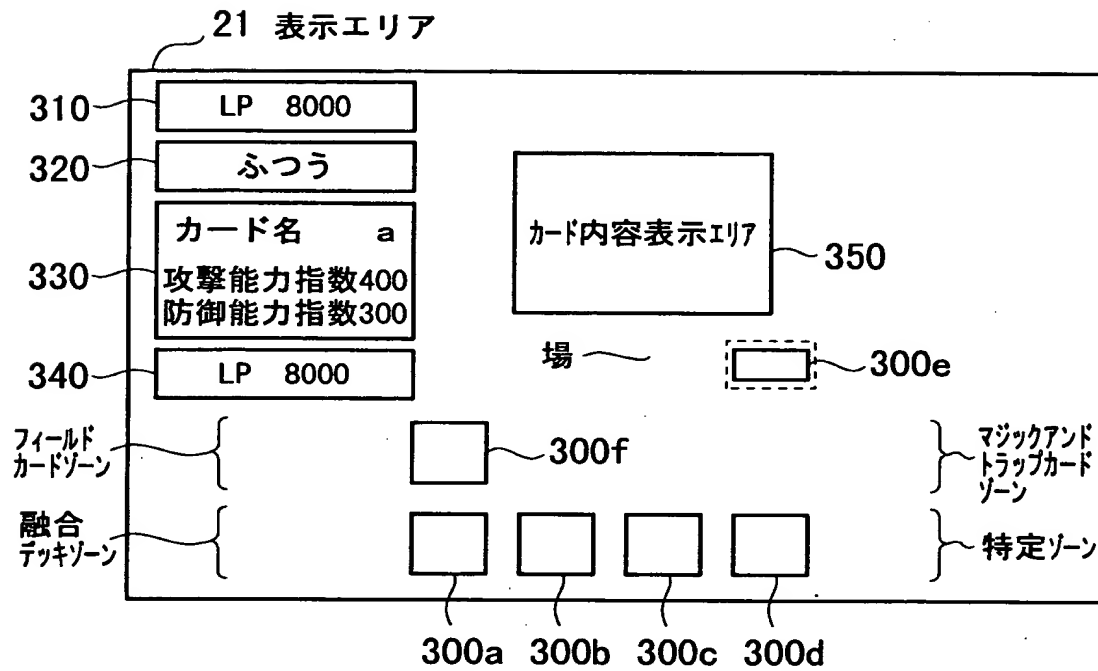 21 表示エリア
310
LP 8000
320
ふつう
330
カード名 a
攻撃能力指数400
防御能力指数300
カード内容表示エリア
350
340
LP 8000
場
300e
フィールド
カードゾーン
300f
マジックアンド
トラップカード
ゾーン
融合
デッキゾーン
特定ゾーン
300a 300b 300c 300d